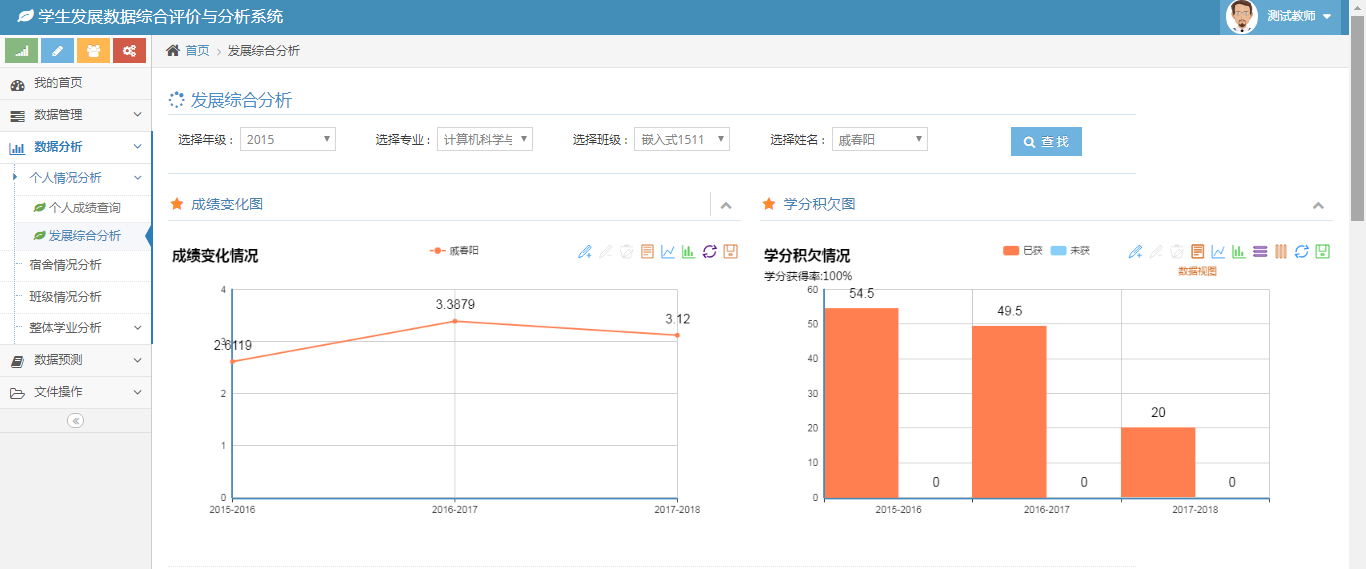 学生发展数据综合评价与分析系统
测试教师
首页 > 发展综合分析
我的首页
数据管理
数据分析
个人情况分析
个人成绩查询
发展综合分析
宿舍情况分析
班级情况分析
整体学业分析
数据预测
文件操作
发展综合分析
选择年级： 2015 选择专业： 计算机科学与 选择班级： 嵌入式1511 选择姓名： 戚春阳 查找
成绩变化图
成绩变化情况
戚春阳
4
3
2
1
0
2.6119
3.3879
3.12
2015-2016 2016-2017 2017-2018
学分积欠图
学分积欠情况
学分获得率:100%
已获 未获
数据视图
60
50
40
30
20
10
0
54.5
0
49.5
0
20
0
2015-2016 2016-2017 2017-2018